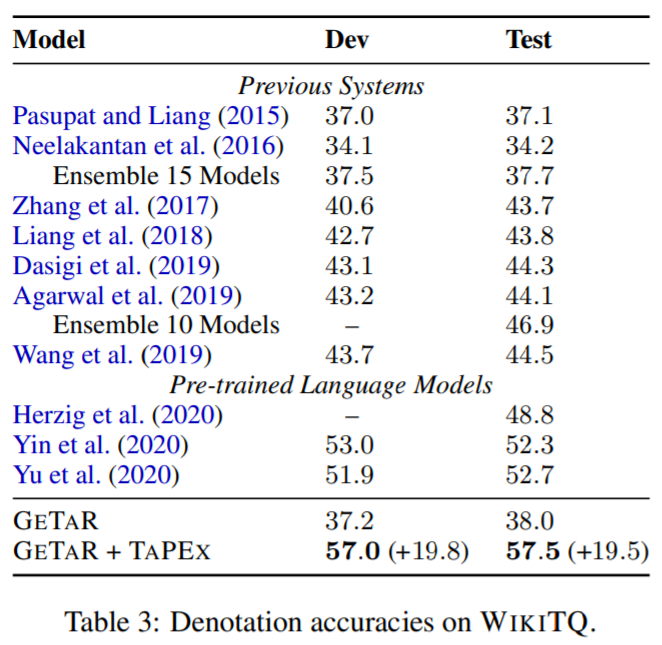 Model Dev Test
Previous Systems
Pasupat and Liang (2015) 37.0 37.1
Neelakantan et al. (2016) 34.1 34.2
Ensemble 15 Models 37.5 37.7
Zhang et al. (2017) 40.6 43.7
Liang et al. (2018) 42.7 43.8
Dasigi et al. (2019) 43.1 44.3
Agarwal et al. (2019) 43.2 44.1
Ensemble 10 Models – 46.9
Wang et al. (2019) 43.7 44.5
Pre-trained Language Models
Herzig et al. (2020) – 48.8
Yin et al. (2020) 53.0 52.3
Yu et al. (2020) 51.9 52.7
GETAR 37.2 38.0
GETAR + TAPEX 57.0 (+19.8) 57.5 (+19.5)
Table 3: Denotation accuracies on WIKITQ.